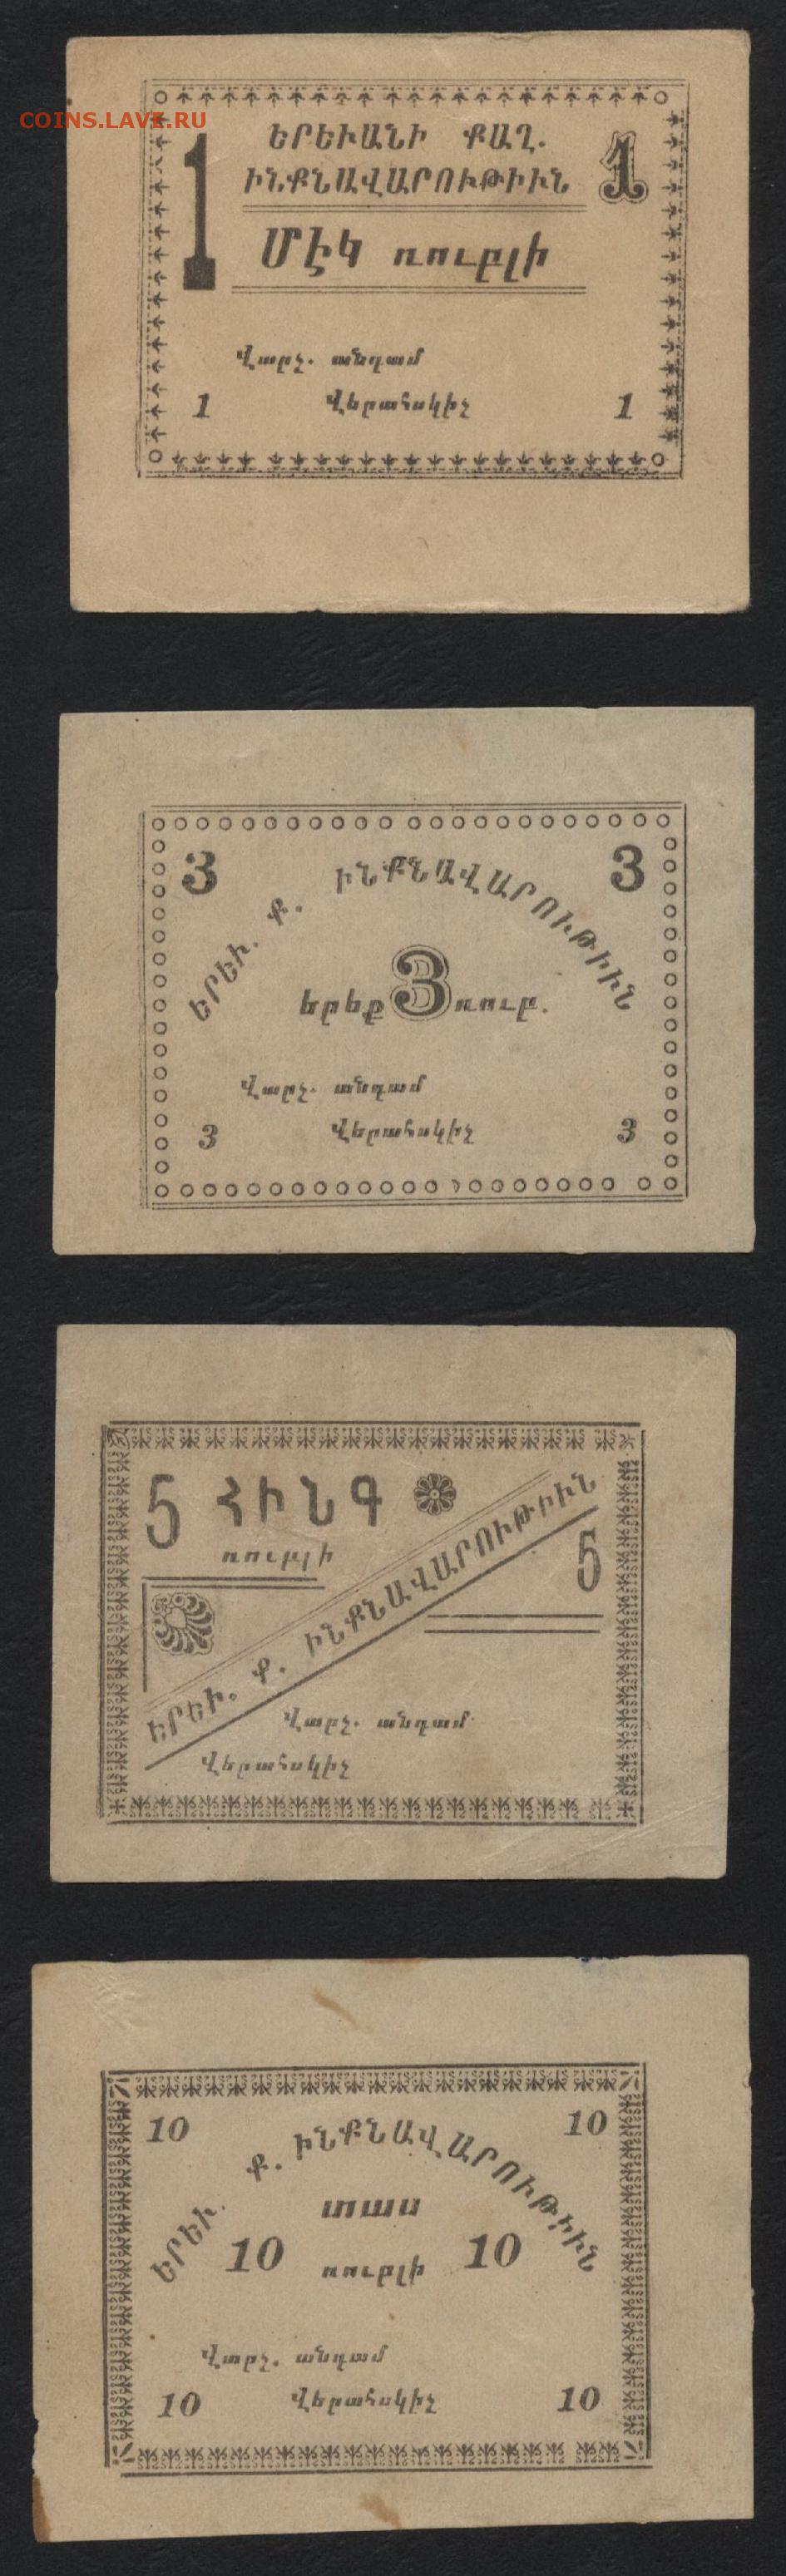 COINS.LAVE.RU
ԵՐԵՒԱՆԻ ՔԱՂ.
1 ԻՆՔՆԱՎԱՐՈՒԹԻՒՆ 1
ՄԷԿ ռուբլի
Վարչ. անդամ
1 Վերահսկիչ 1
3 3
ԵՐԵՒ. Ք. ԻՆՔՆԱՎԱՐՈՒԹԻՒՆ
երեք 3 ռուբ.
Վարչ. անդամ
3 Վերահսկիչ 3
5 ՀԻՆԳ
ռուբլի
5
ԵՐԵՒ. Ք. ԻՆՔՆԱՎԱՐՈՒԹԻՒՆ
Վարչ. անդամ
Վերահսկիչ
10 10
ԵՐԵՒ. Ք. ԻՆՔՆԱՎԱՐՈՒԹԻՒՆ
տաս
10 ռուբլի 10
Վարչ. անդամ
10 Վերահսկիչ 10